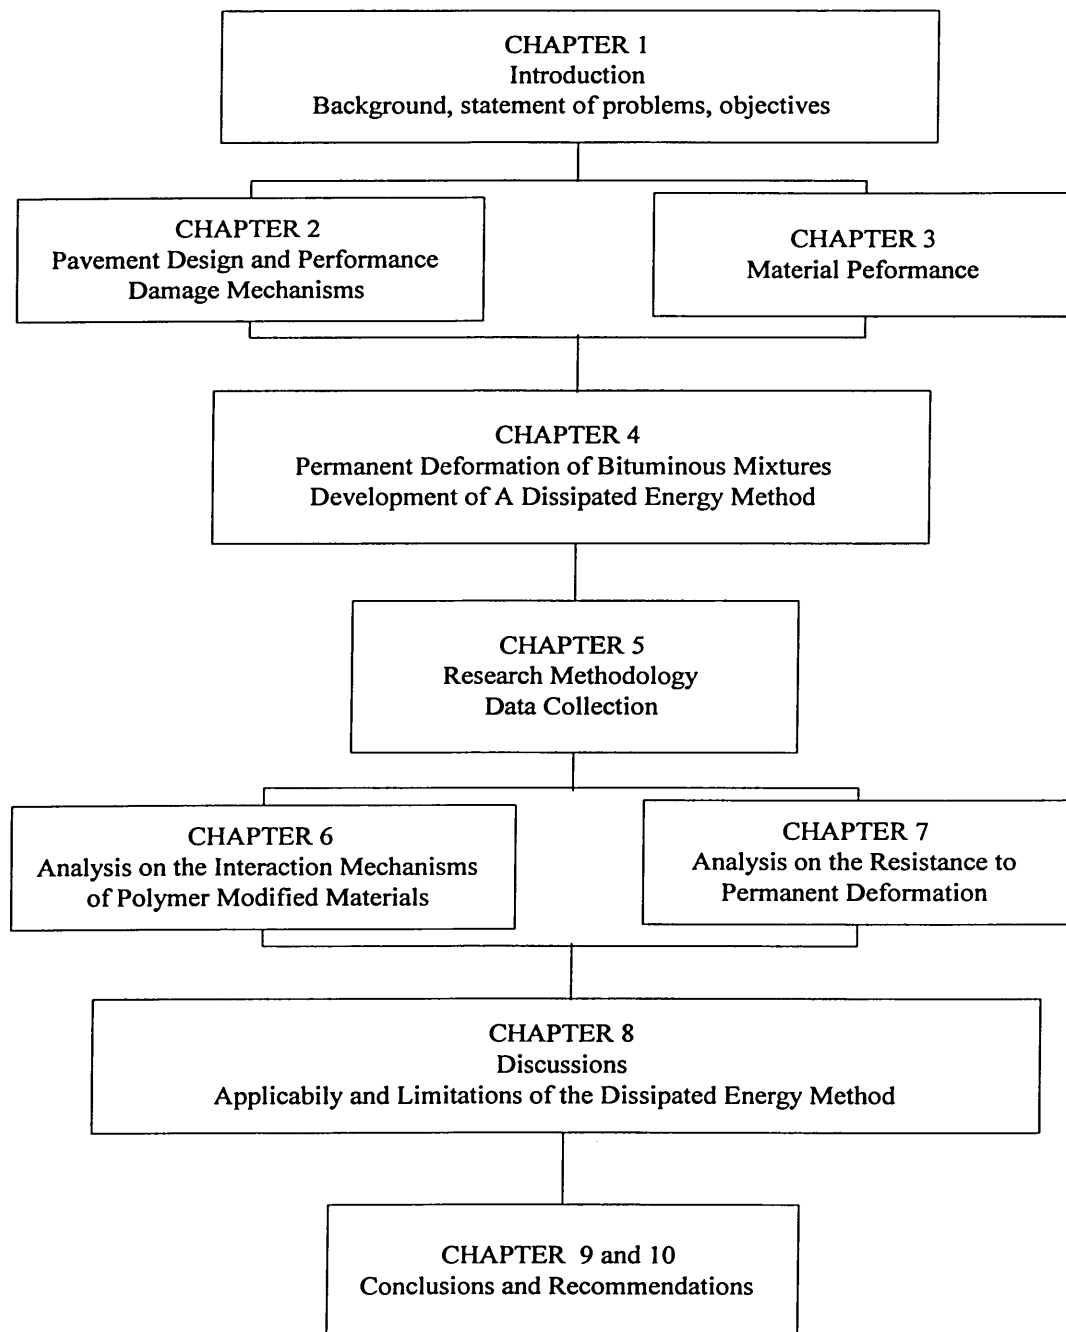 CHAPTER 1
Introduction
Background, statement of problems, objectives
CHAPTER 2
Pavement Design and Performance
Damage Mechanisms
CHAPTER 3
Material Peformance
CHAPTER 4
Permanent Deformation of Bituminous Mixtures
Development of A Dissipated Energy Method
CHAPTER 5
Research Methodology
Data Collection
CHAPTER 6
Analysis on the Interaction Mechanisms
of Polymer Modified Materials
CHAPTER 7
Analysis on the Resistance to
Permanent Deformation
CHAPTER 8
Discussions
Applicabily and Limitations of the Dissipated Energy Method
CHAPTER 9 and 10
Conclusions and Recommendations